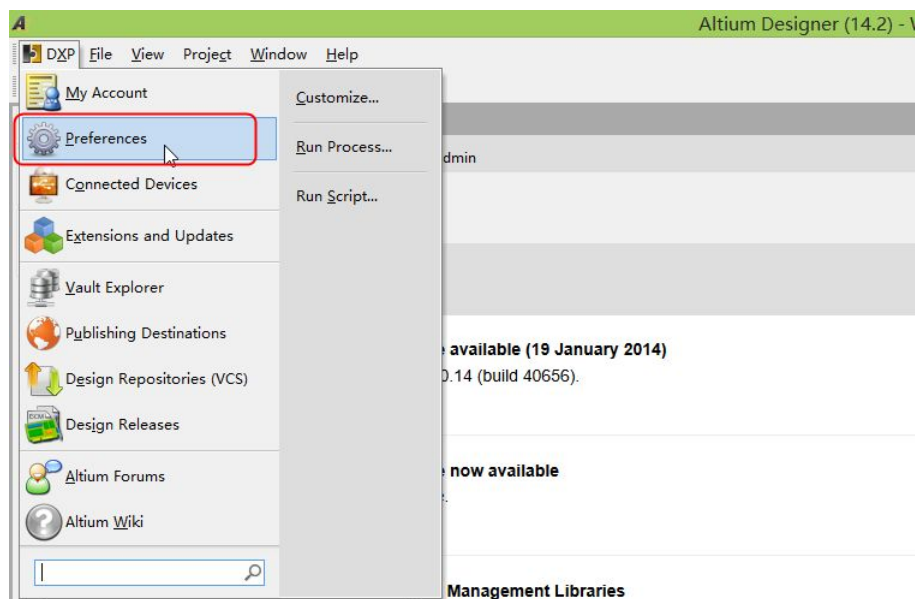 Altium Designer (14.2) -
DXP File View Project Window Help
My Account
Preferences
Connected Devices
Extensions and Updates
Vault Explorer
Publishing Destinations
Design Repositories (VCS)
Design Releases
Altium Forums
Altium Wiki
Customize...
Run Process...
Run Script...
dmin
available (19 January 2014)
0.14 (build 40656).
now available
Management Libraries